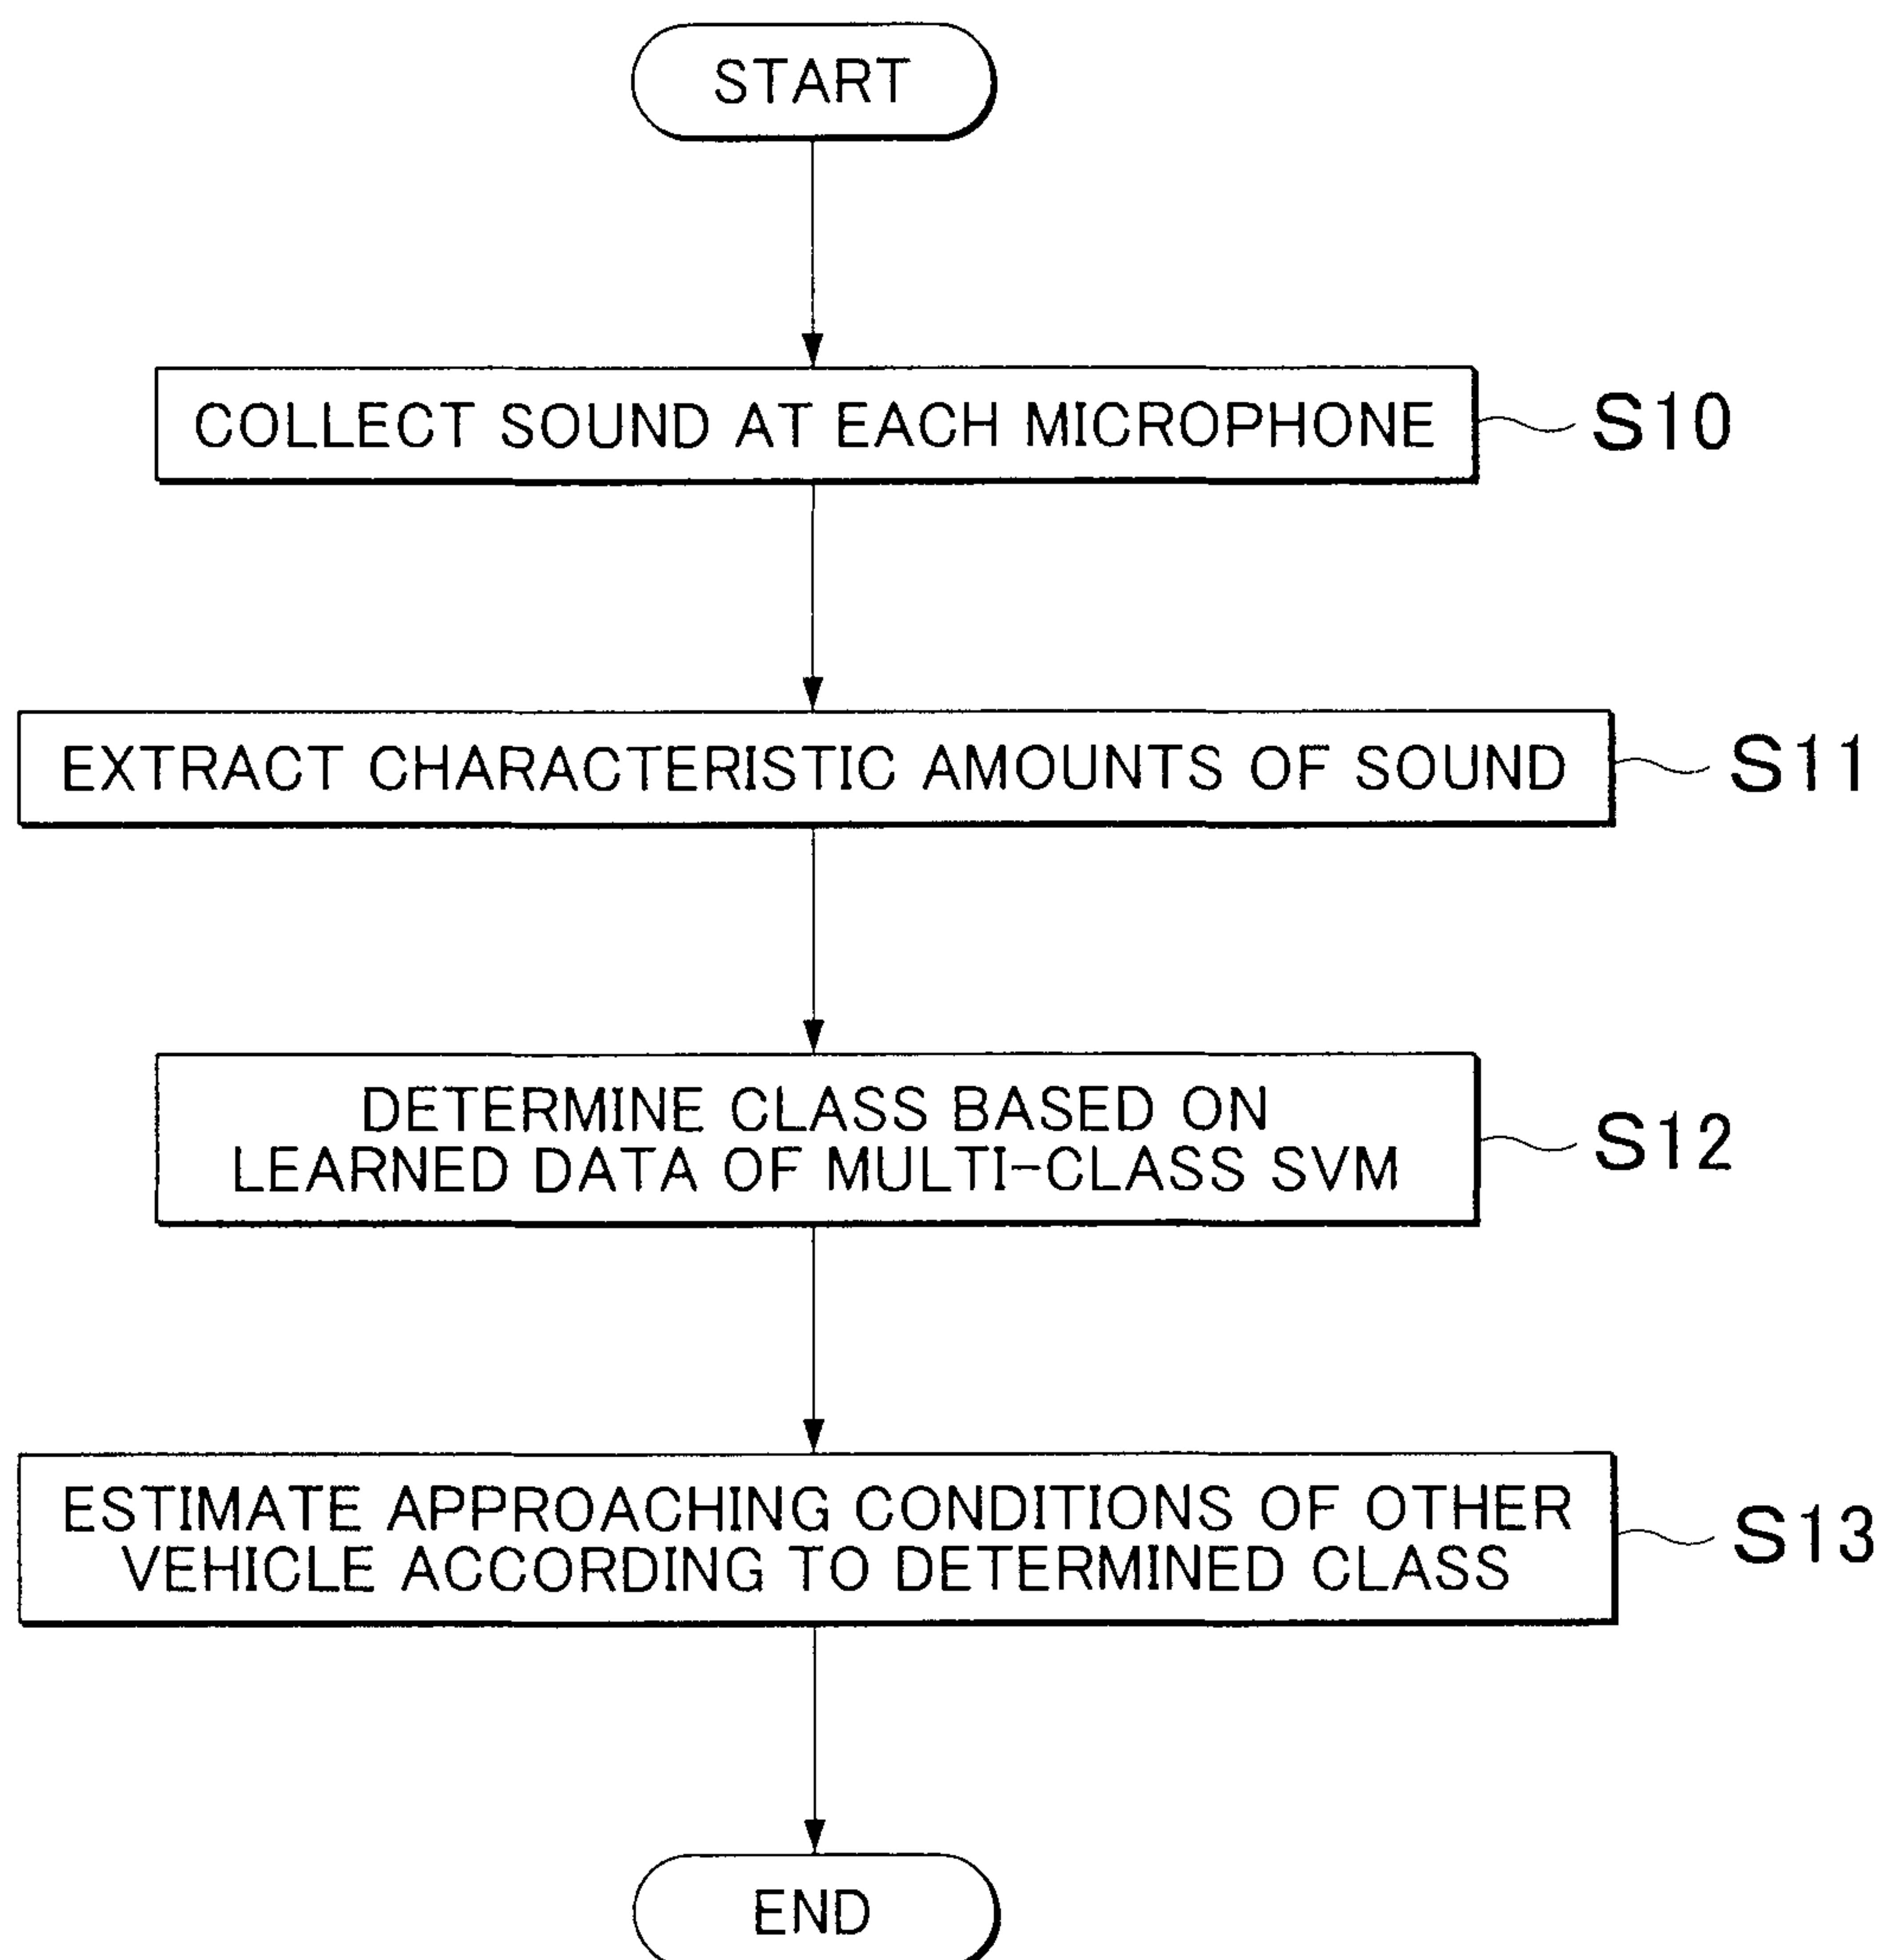 START
COLLECT SOUND AT EACH MICROPHONE
S10
EXTRACT CHARACTERISTIC AMOUNTS OF SOUND
S11
DETERMINE CLASS BASED ON
LEARNED DATA OF MULTI-CLASS SVM
S12
ESTIMATE APPROACHING CONDITIONS OF OTHER
VEHICLE ACCORDING TO DETERMINED CLASS
S13
END